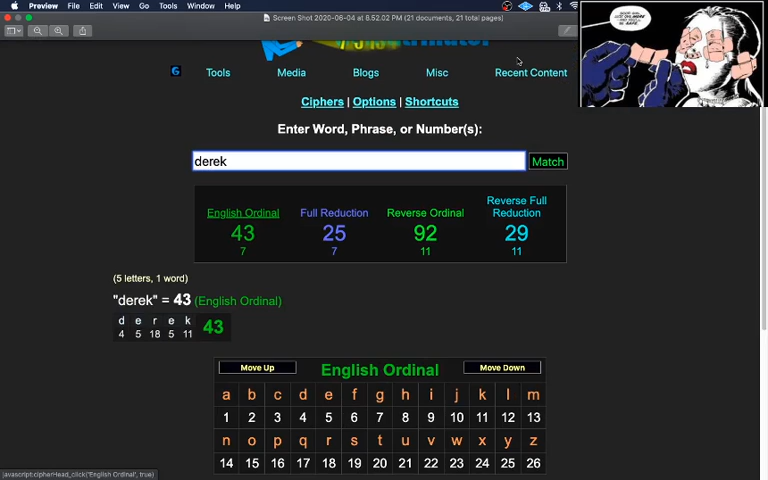 Preview File Edit View Go Tools Window Help
Screen Shot 2020-06-04 at 8.52.02 PM (21 documents, 21 total pages)
G Tools Media Blogs Misc Recent Content
Ciphers | Options | Shortcuts
Enter Word, Phrase, or Number(s):
derek Match
English Ordinal Full Reduction Reverse Ordinal Reverse Full Reduction
43 25 92 29
7 7 11 11
(5 letters, 1 word)
"derek" = 43 (English Ordinal)
d e r e k 43
4 5 18 5 11
Move Up English Ordinal Move Down
a b c d e f g h i j k l m
1 2 3 4 5 6 7 8 9 10 11 12 13
n o p q r s t u v w x y z
14 15 16 17 18 19 20 21 22 23 24 25 26
javascript:cipherHead_click("English Ordinal", true)